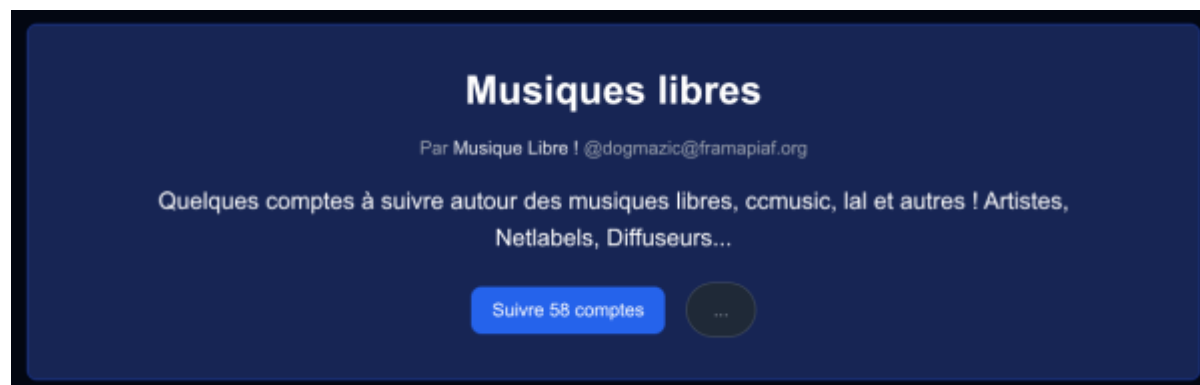 Musiques libres
Par Musique Libre ! @dogmazic@framapiaf.org
Quelques comptes à suivre autour des musiques libres, ccmusic, lal et autres ! Artistes,
Netlabels, Diffuseurs...
Suivre 58 comptes ...